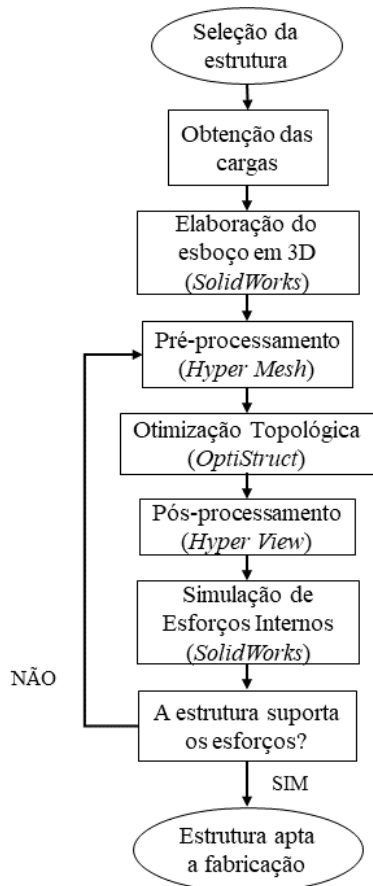 Seleção da
estrutura
Obtenção das
cargas
Elaboração do
esboço em 3D
(SolidWorks)
Pré-processamento
(Hyper Mesh)
Otimização Topológica
(OptiStruct)
Pós-processamento
(Hyper View)
Simulação de
Esforços Internos
(SolidWorks)
NÃO
A estrutura suporta
os esforços?
SIM
Estrutura apta
a fabricação